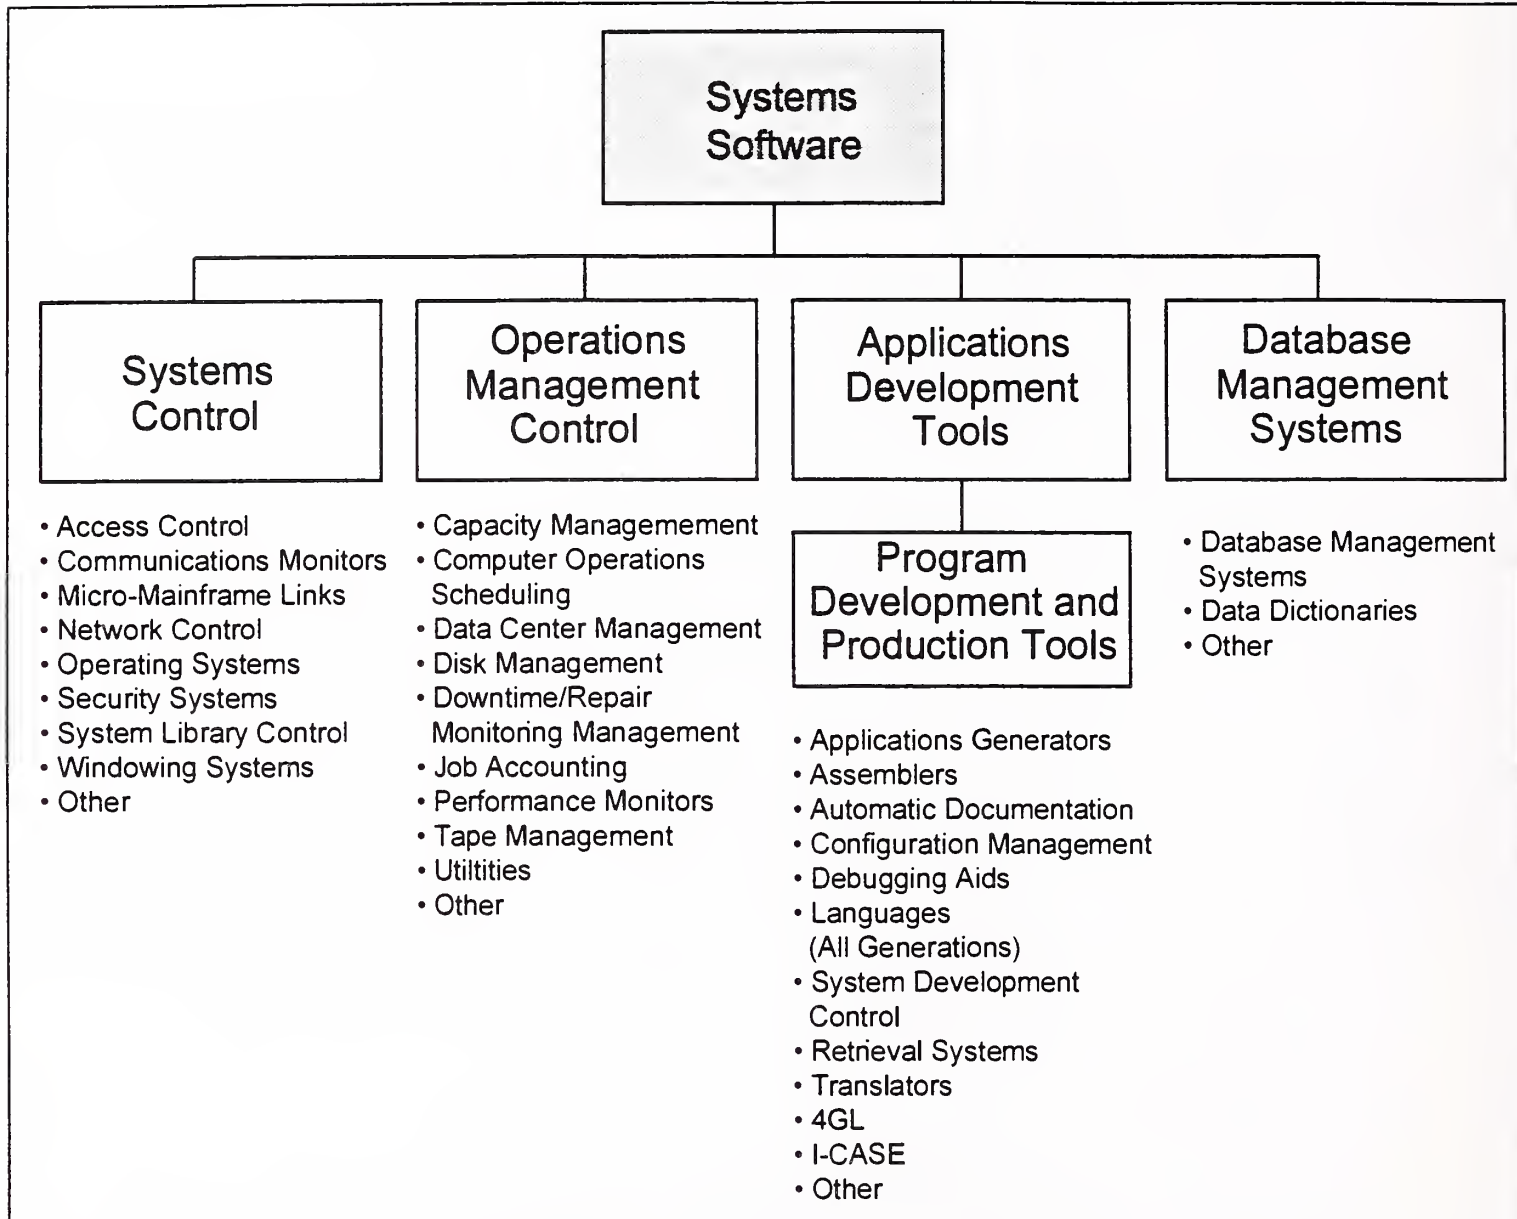 Systems
Software
Systems
Control
• Access Control
• Communications Monitors
• Micro-Mainframe Links
• Network Control
• Operating Systems
• Security Systems
• System Library Control
• Windowing Systems
• Other
Operations
Management
Control
• Capacity Managemement
• Computer Operations
Scheduling
• Data Center Management
• Disk Management
• Downtime/Repair
Monitoring Management
• Job Accounting
• Performance Monitors
• Tape Management
• Utiltities
• Other
Applications
Development
Tools
Program
Development and
Production Tools
• Applications Generators
• Assemblers
• Automatic Documentation
• Configuration Management
• Debugging Aids
• Languages
(All Generations)
• System Development
Control
• Retrieval Systems
• Translators
• 4GL
• I-CASE
• Other
Database
Management
Systems
• Database Management
Systems
• Data Dictionaries
• Other